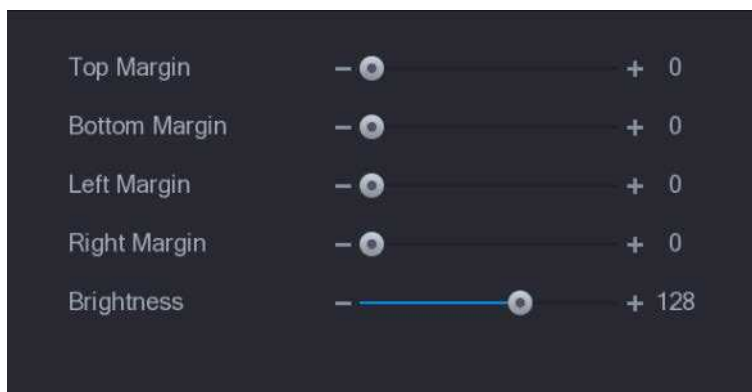 Top Margin – + 0
Bottom Margin – + 0
Left Margin – + 0
Right Margin – + 0
Brightness – + 128